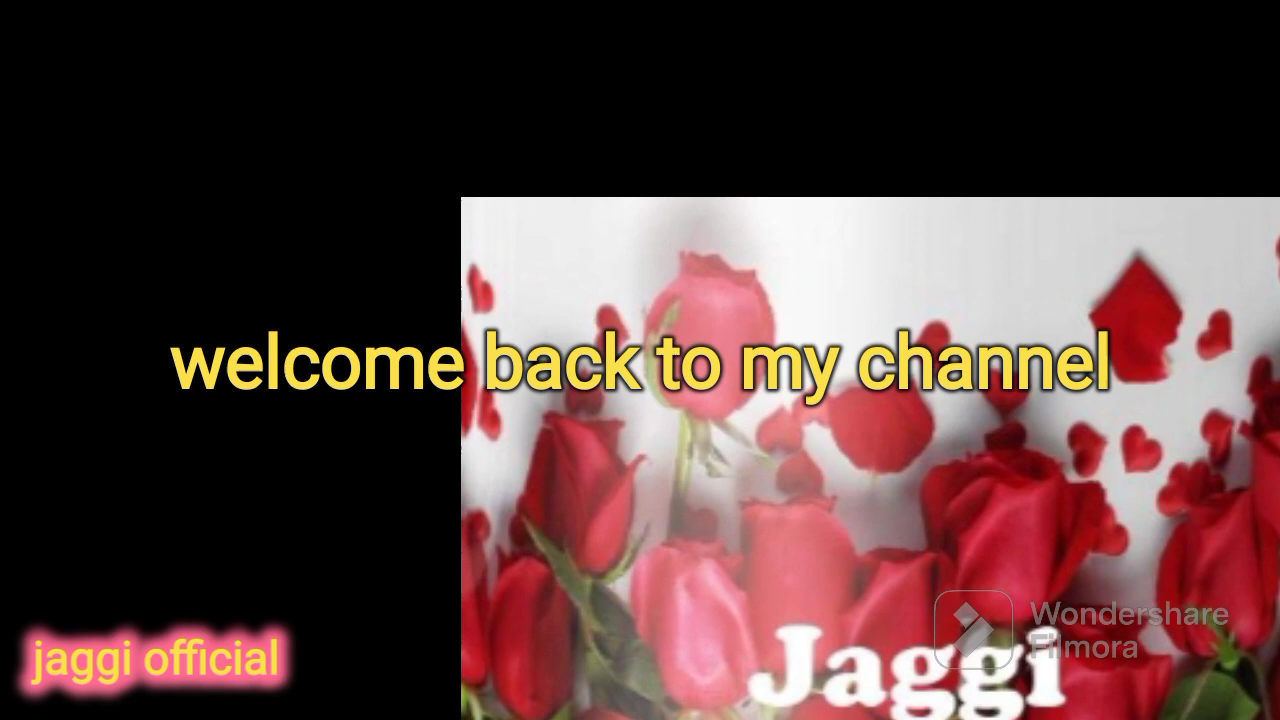 welcome back to my channel
Wondershare
Filmora
jaggi official
Jaggi